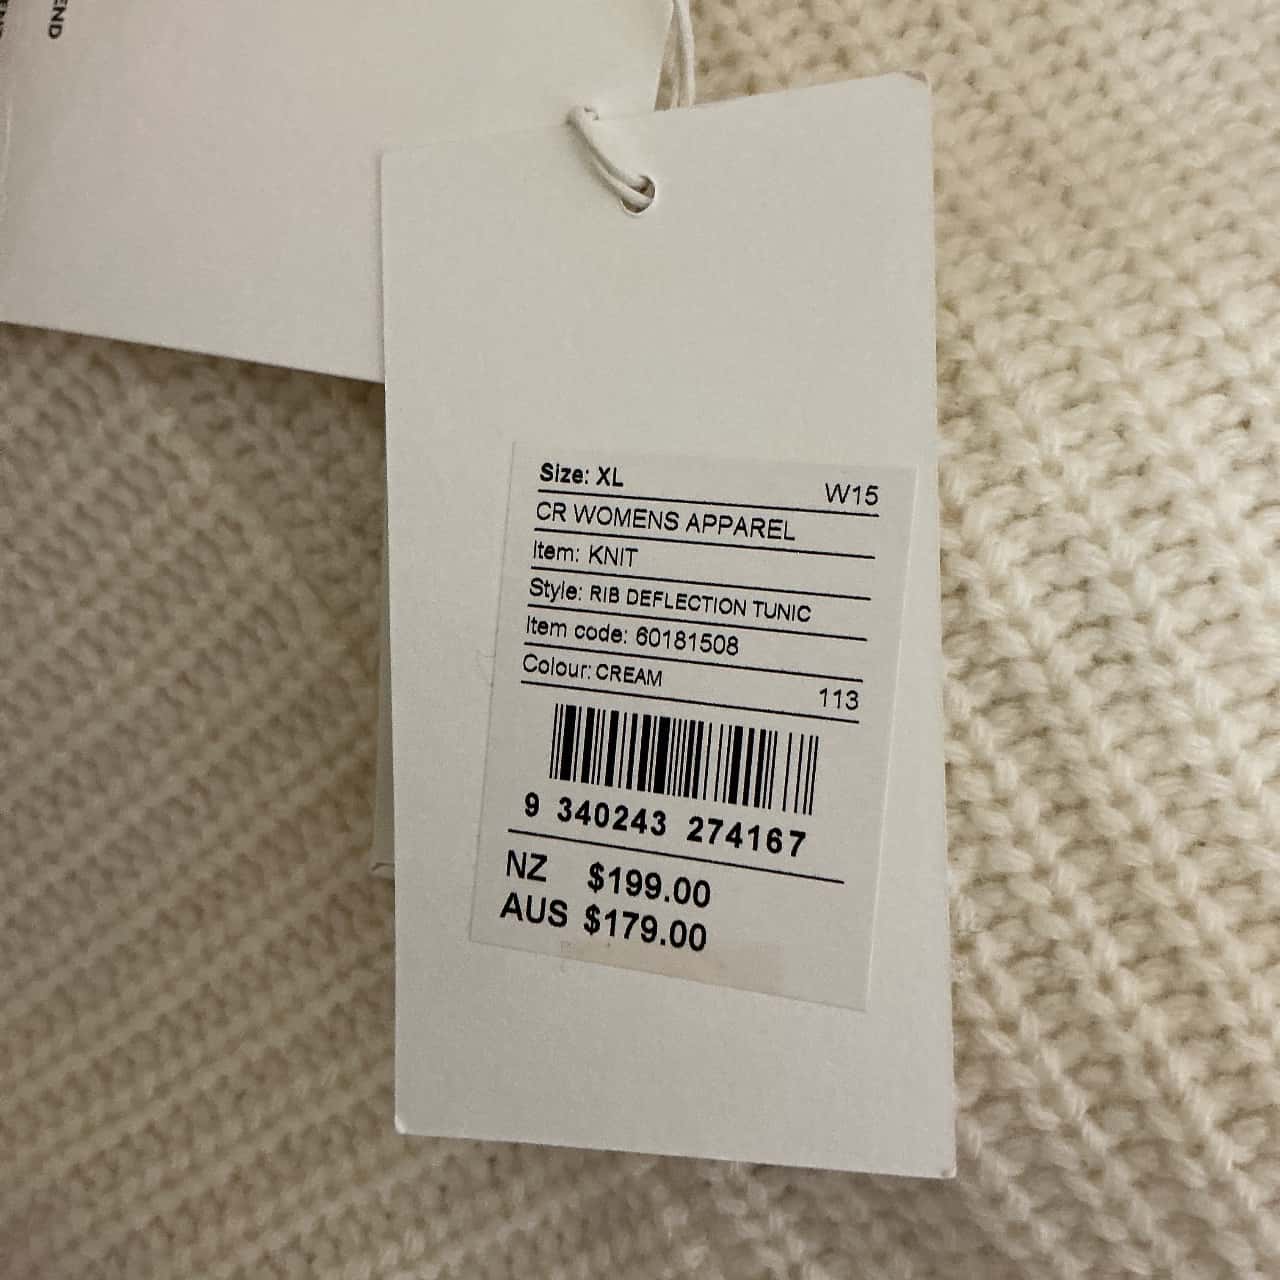 END
Size: XL W15
CR WOMENS APPAREL
Item: KNIT
Style: RIB DEFLECTION TUNIC
Item code: 60181508
Colour: CREAM 113
9 340243 274167
NZ $199.00
AUS $179.00